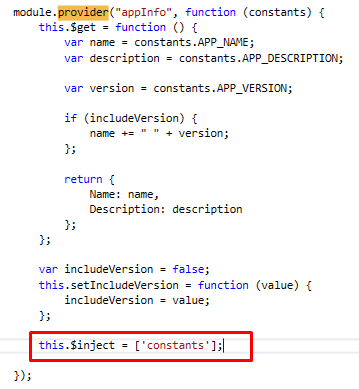 module.provider("appInfo", function (constants) {
this.$get = function () {
var name = constants.APP_NAME;
var description = constants.APP_DESCRIPTION;
var version = constants.APP_VERSION;
if (includeVersion) {
name += " " + version;
};
return {
Name: name,
Description: description
};
};
var includeVersion = false;
this.setIncludeVersion = function (value) {
includeVersion = value;
};
this.$inject = ['constants'];
});